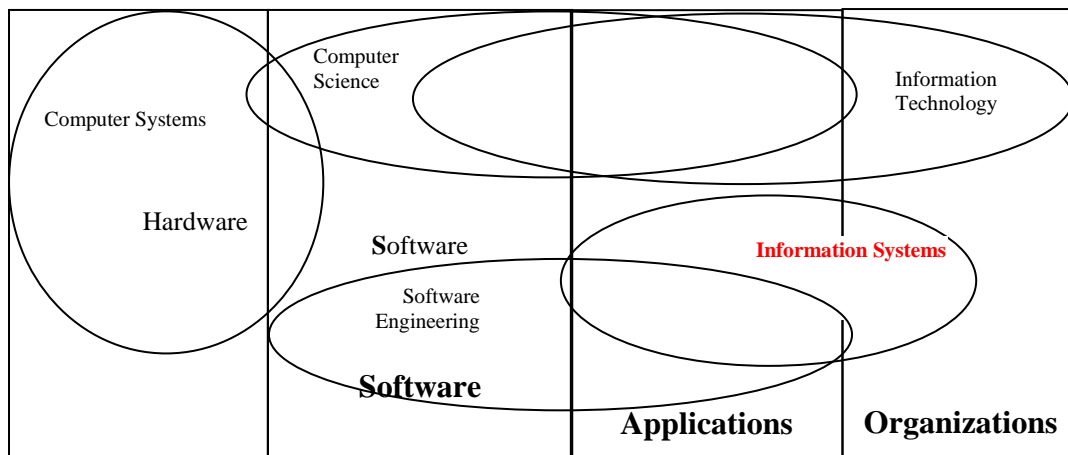 Computer
Science
Information
Technology
Computer Systems
Hardware
Software
Information Systems
Software
Engineering
Software
Applications
Organizations